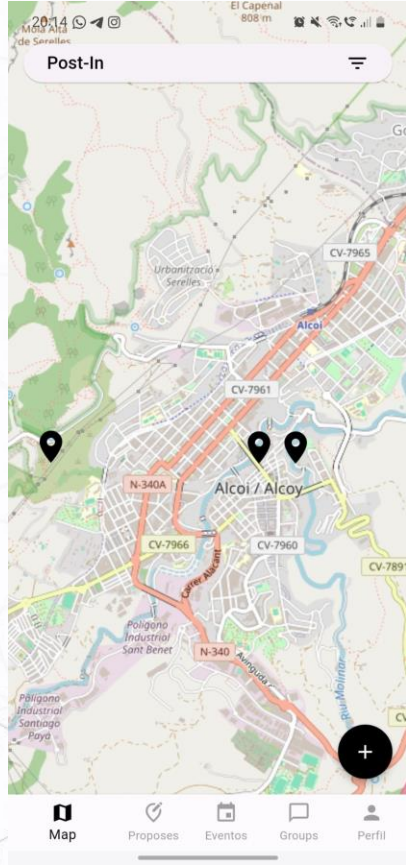 20:14
El Capenal
808 m
Mola Alta
de Serelles
Post-In
CV-7965
Urbanització
Serelles
Alcoi
CV-7961
N-340A
Alcoi / Alcoy
CV-7966
CV-7960
CV-7891
Carrer Alacant
Polígono
Industrial
Sant Benet
N-340
Avinguda
Riu Molinar
Polígono
Industrial
Santiago
Payá
+
Map
Proposes
Eventos
Groups
Perfil